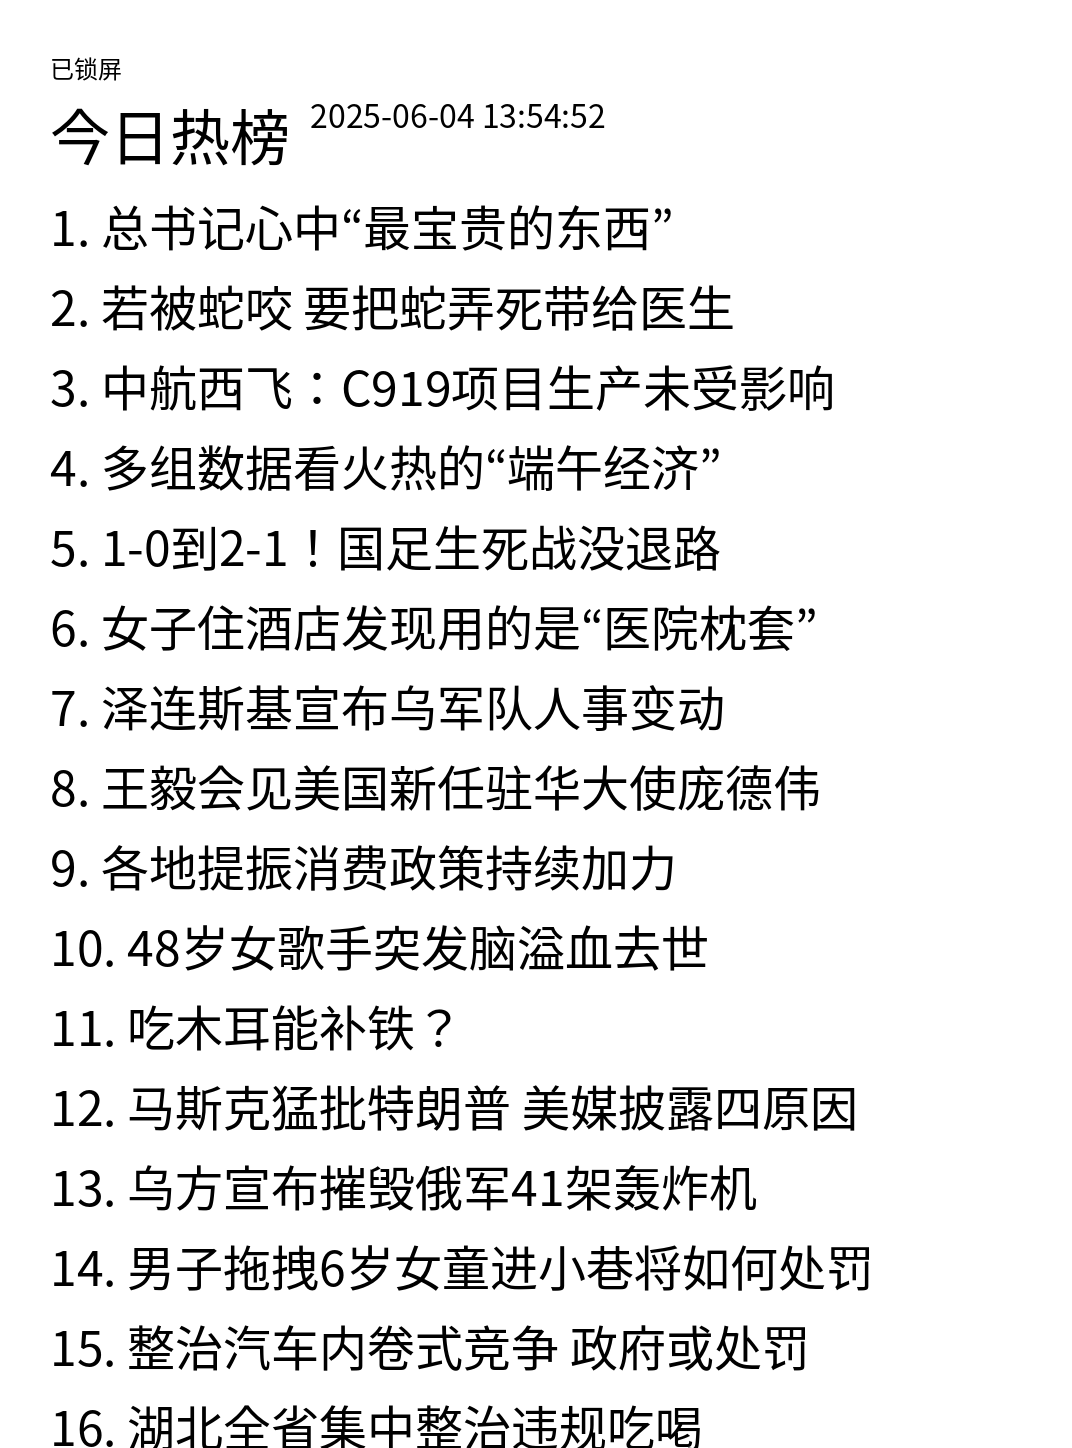 已锁屏
今日热榜 2025-06-04 13:54:52
1. 总书记心中“最宝贵的东西”
2. 若被蛇咬 要把蛇弄死带给医生
3. 中航西飞：C919项目生产未受影响
4. 多组数据看火热的“端午经济”
5. 1-0到2-1！国足生死战没退路
6. 女子住酒店发现用的是“医院枕套”
7. 泽连斯基宣布乌军队人事变动
8. 王毅会见美国新任驻华大使庞德伟
9. 各地提振消费政策持续加力
10. 48岁女歌手突发脑溢血去世
11. 吃木耳能补铁？
12. 马斯克猛批特朗普 美媒披露四原因
13. 乌方宣布摧毁俄军41架轰炸机
14. 男子拖拽6岁女童进小巷将如何处罚
15. 整治汽车内卷式竞争 政府或处罚
16. 湖北全省集中整治违规吃喝